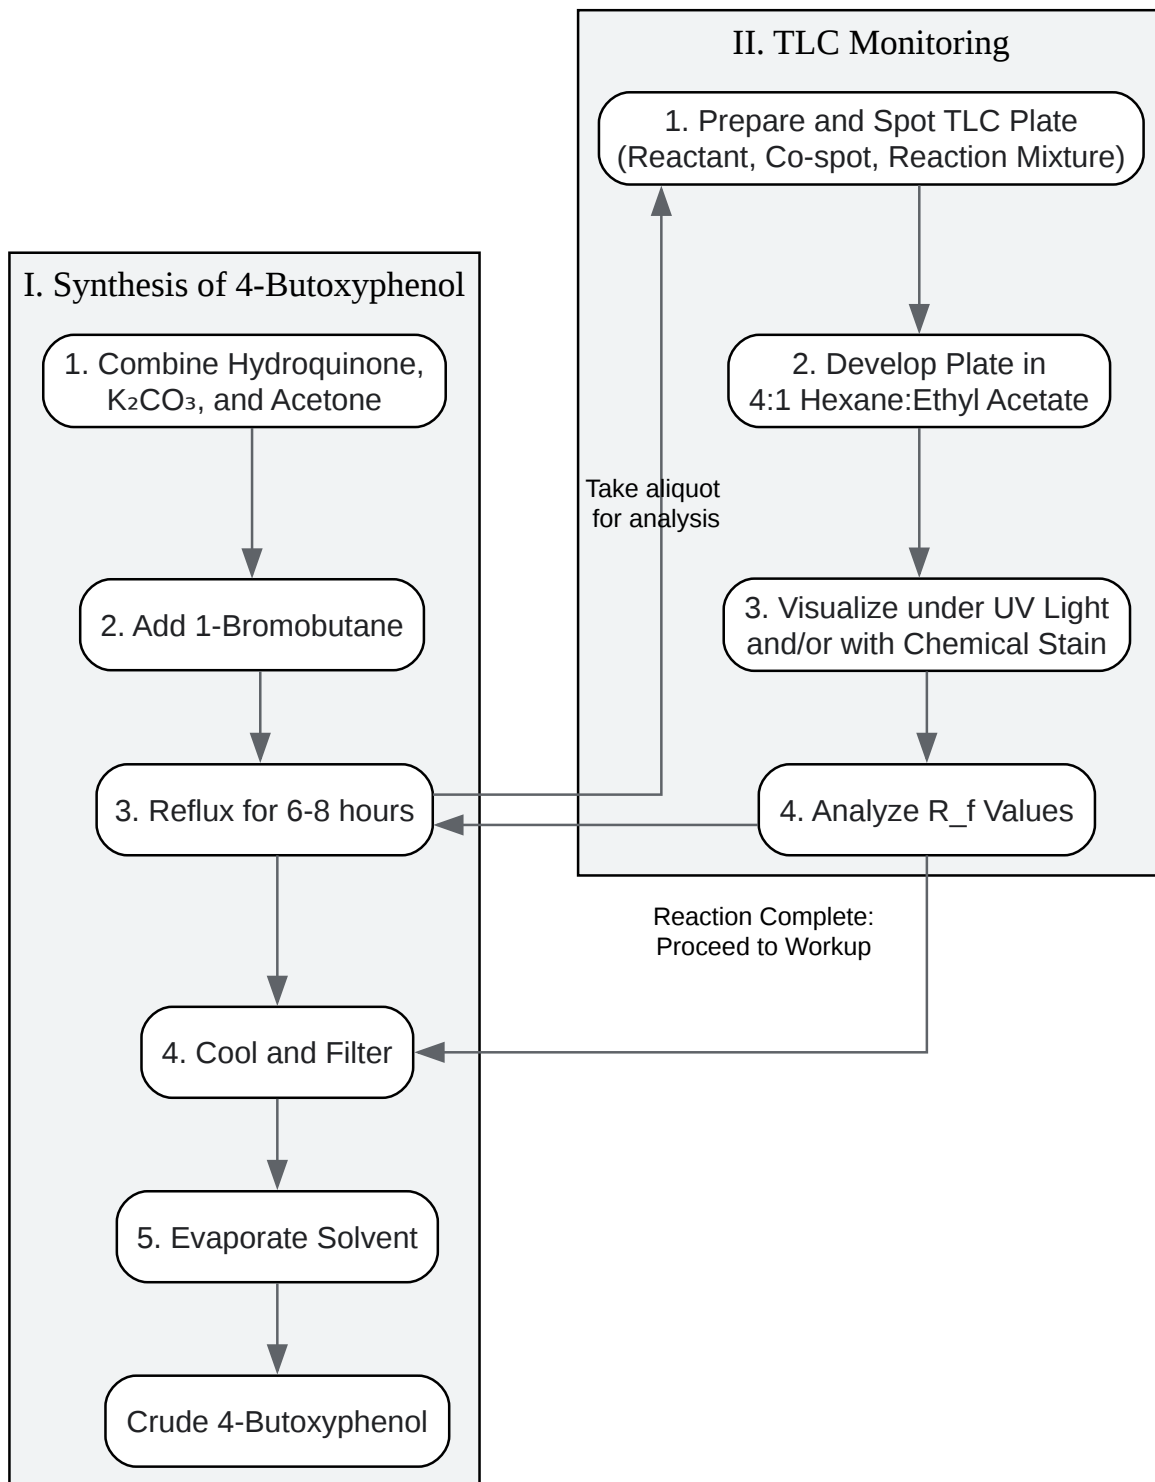 I. Synthesis of 4-Butoxyphenol
1. Combine Hydroquinone,
K₂CO₃, and Acetone
2. Add 1-Bromobutane
3. Reflux for 6-8 hours
4. Cool and Filter
5. Evaporate Solvent
Crude 4-Butoxyphenol
II. TLC Monitoring
1. Prepare and Spot TLC Plate
(Reactant, Co-spot, Reaction Mixture)
2. Develop Plate in
4:1 Hexane:Ethyl Acetate
Take aliquot
for analysis
3. Visualize under UV Light
and/or with Chemical Stain
4. Analyze R_f Values
Reaction Complete:
Proceed to Workup